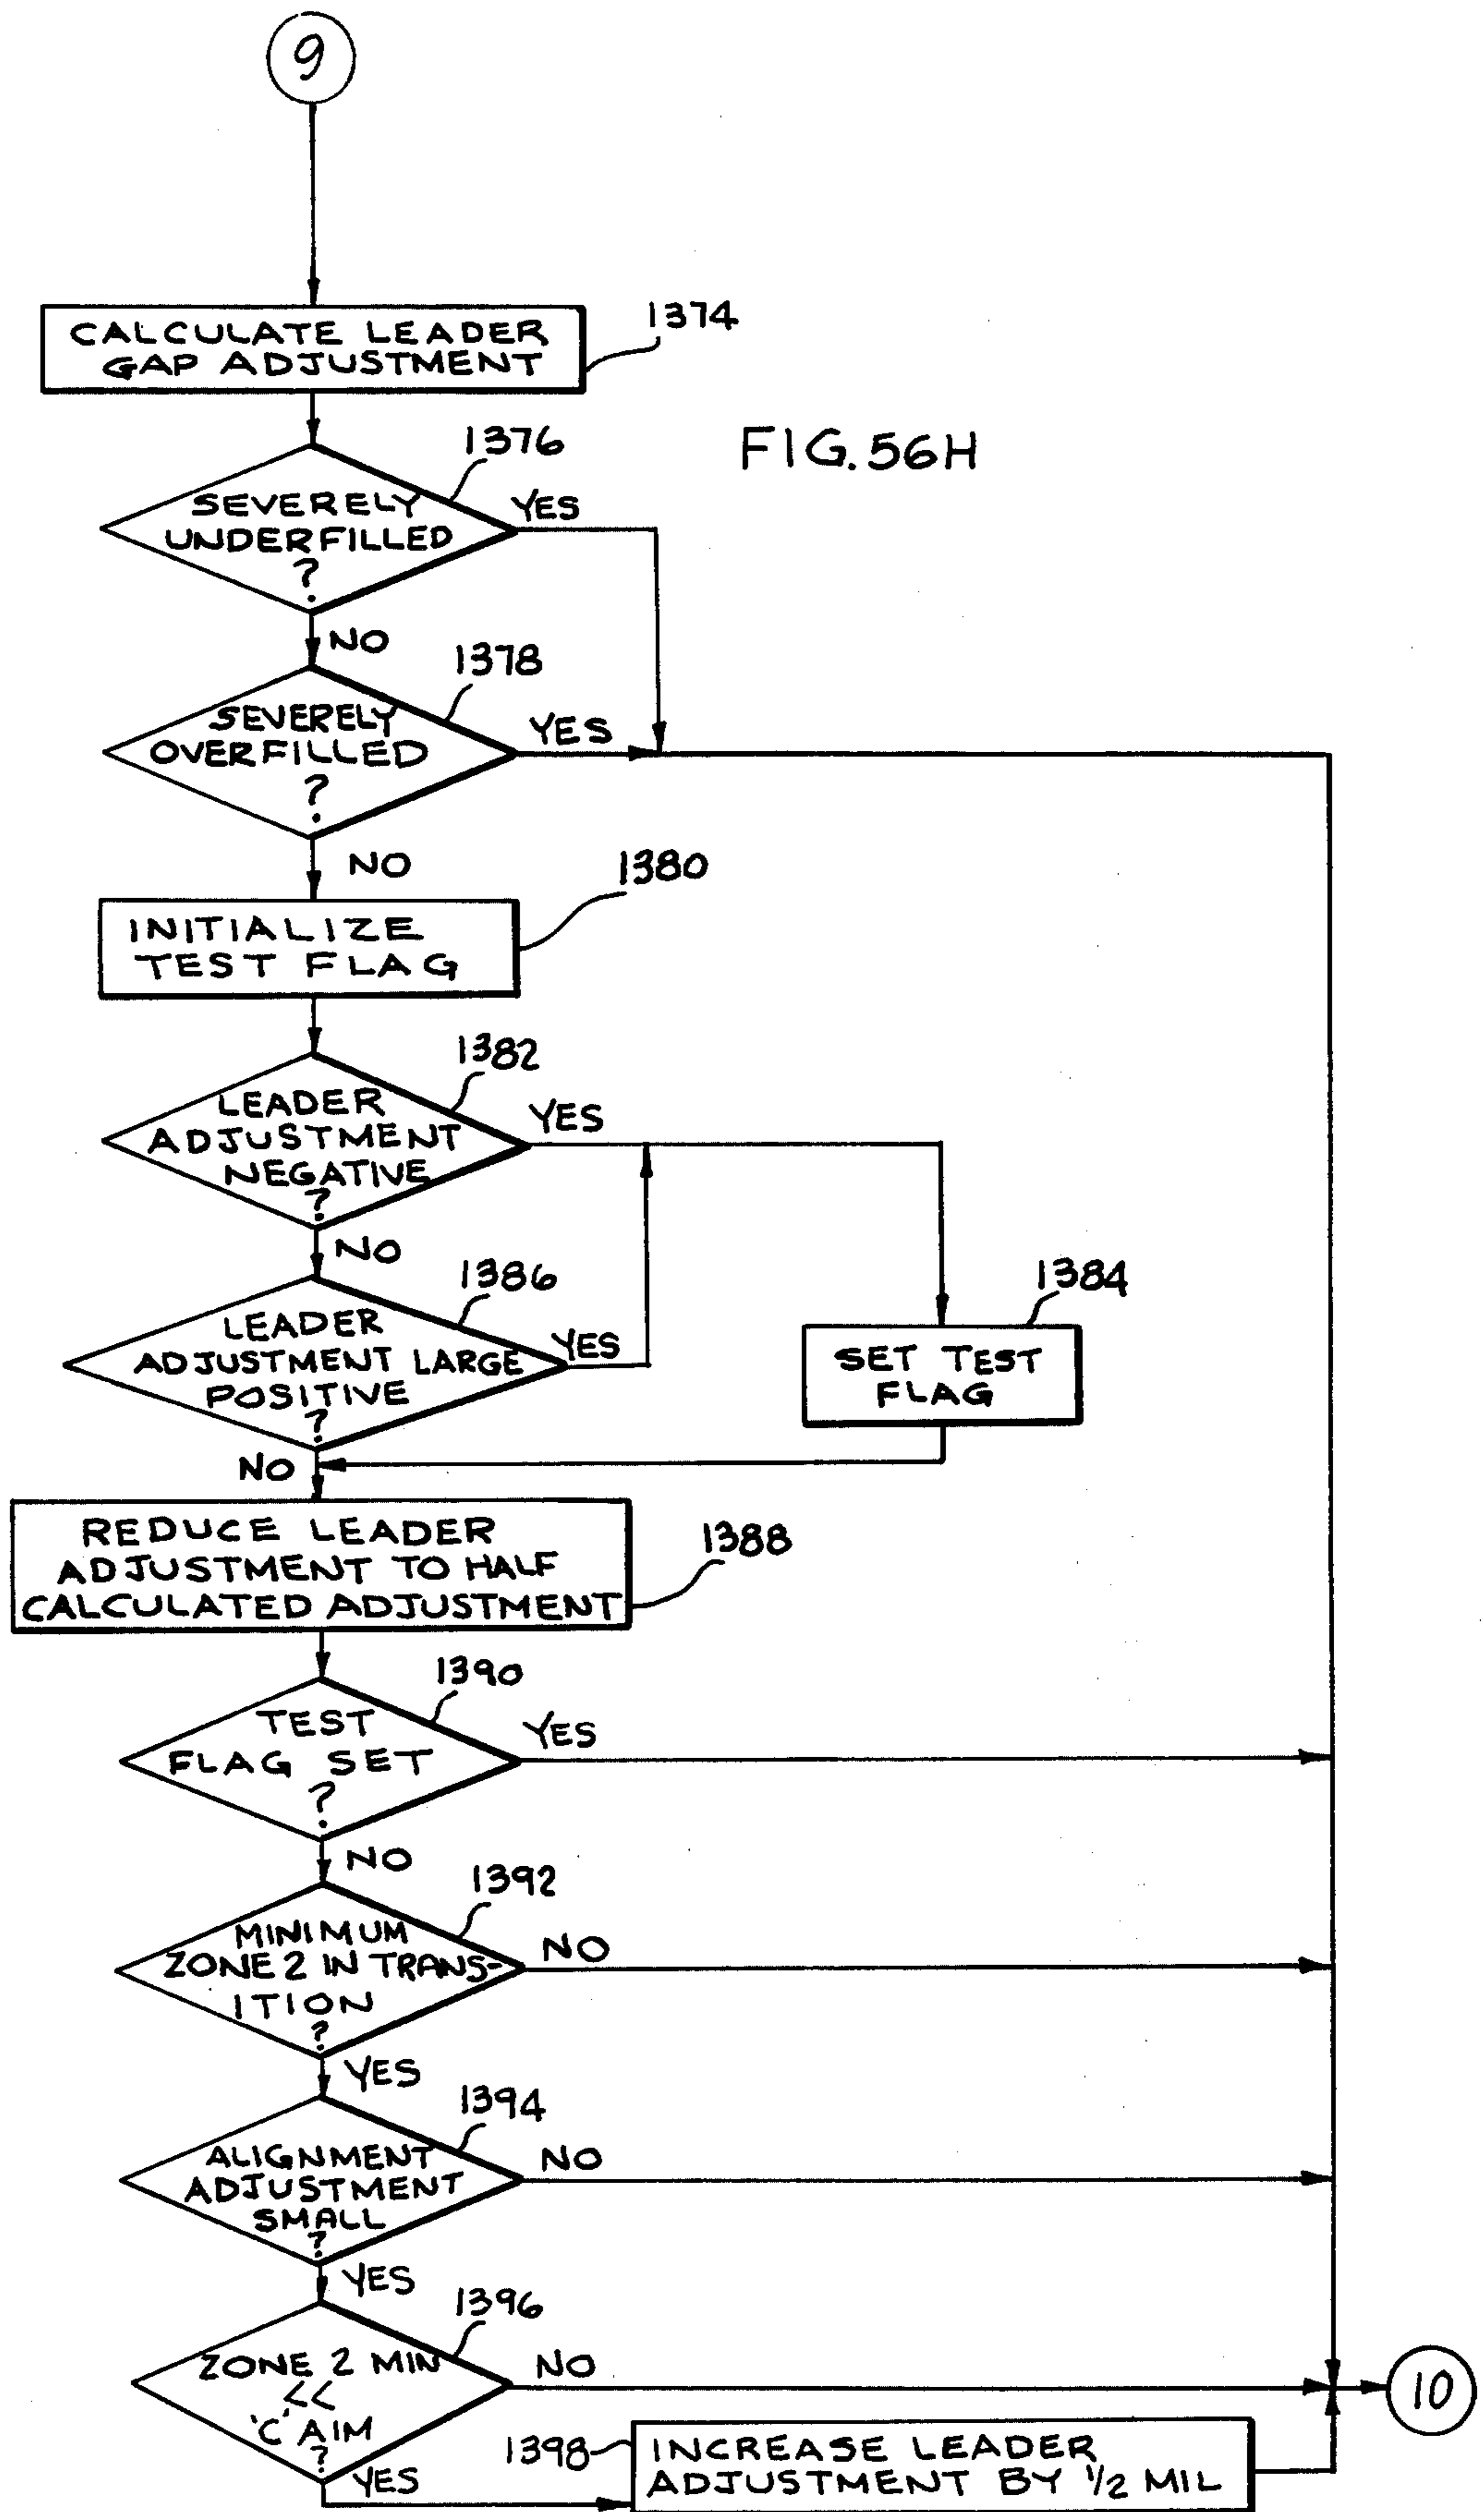 9
CALCULATE LEADER
GAP ADJUSTMENT
1374
FIG. 56H
1376
SEVERELY
UNDERFILLED
?
YES
NO
1378
SEVERELY
OVERFILLED
?
YES
NO
1380
INITIALIZE
TEST FLAG
1382
LEADER
ADJUSTMENT
NEGATIVE
?
YES
NO
1386
LEADER
ADJUSTMENT LARGE
POSITIVE
?
YES
1384
SET TEST
FLAG
NO
REDUCE LEADER
ADJUSTMENT TO HALF
CALCULATED ADJUSTMENT
1388
1390
TEST
FLAG SET
?
YES
NO
1392
MINIMUM
ZONE 2 IN TRANS-
ITION
?
NO
YES
1394
ALIGNMENT
ADJUSTMENT
SMALL
?
NO
YES
1396
ZONE 2 MIN
<<
'C' AIM
?
NO
10
YES
1398
INCREASE LEADER
ADJUSTMENT BY 1/2 MIL